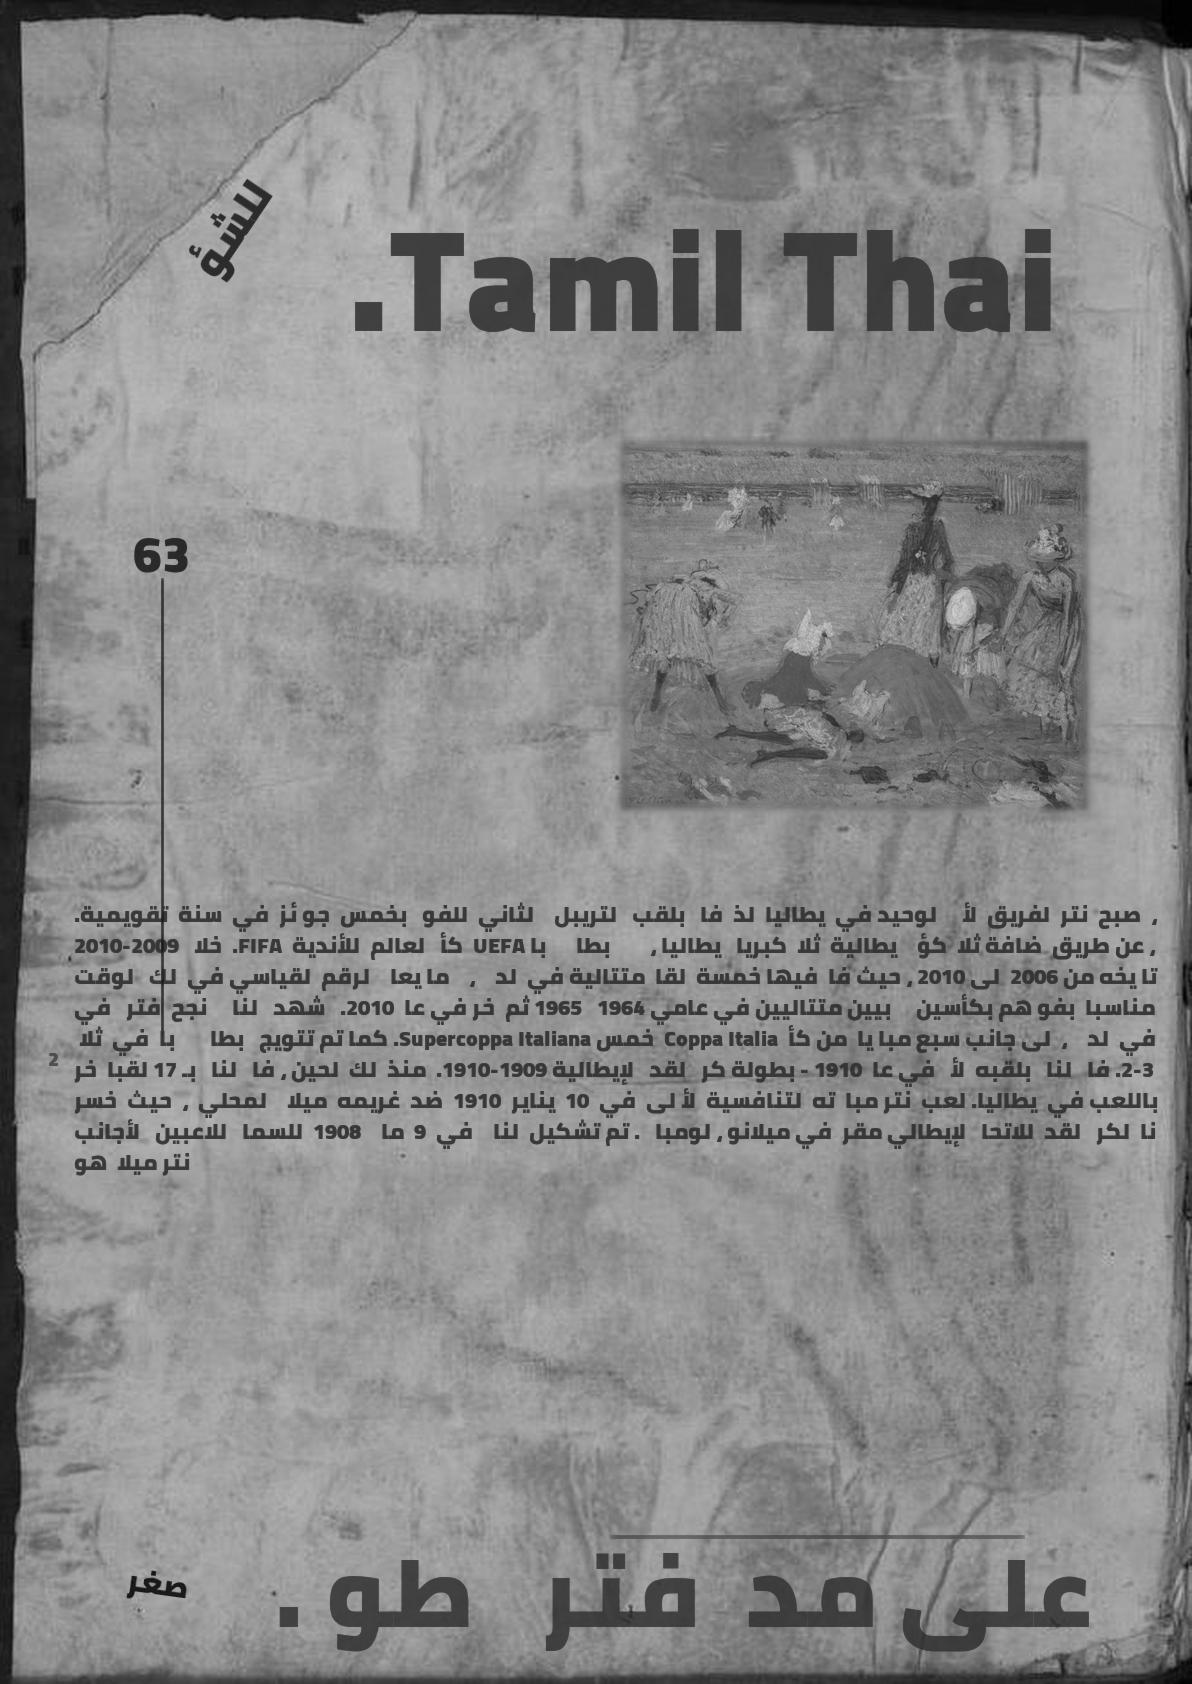 للشؤ
Tamil Thai.
63
, صبح نتر لفريق لأ لوحيد في يطاليا لذ فا بلقب لتريبل لثاني للفو بخمس جو ئز في سنة تقويمية.
, عن طريق ضافة ثلا كؤ يطالية ثلا كبريا يطاليا , بطا با UEFA كأ لعالم للأندية FIFA. خلا 2009-2010
تا يخه من 2006 لى 2010 , حيث فا فيها خمسة لقا متتالية في لد , ما يعا لرقم لقياسي في لك لوقت
مناسبا بفو هم بكأسين بيين متتاليين في عامي 1964 1965 ثم خر في عا 2010. شهد لنا نجح فتر في
في لد , لى جانب سبع مبا يا من كأ Coppa Italia خمس Supercoppa Italiana. كما تم تتويج بطا با في ثلا
2
2-3. فا لنا بلقبه لأ في عا 1910 - بطولة كر لقد لإيطالية 1909-1910. منذ لك لحين , فا لنا بـ 17 لقبا خر
باللعب في يطاليا. لعب نتر مبا ته لتنافسية لأ لى في 10 يناير 1910 ضد غريمه ميلا لمحلي , حيث خسر
نا لكر لقد للاتحا لإيطالي مقر في ميلانو , لومبا . تم تشكيل لنا في 9 ما 1908 للسما للاعبين لأجانب
نتر ميلا هو
على مد فتر طو .
صغر